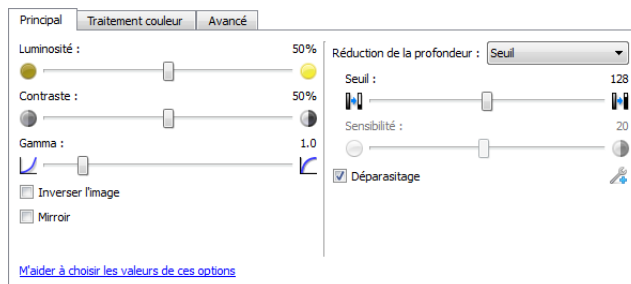 Principal Traitement couleur Avancé
Luminosité : 50%
Contraste : 50%
Gamma : 1.0
Inverser l'image
Mirroir
M'aider à choisir les valeurs de ces options
Réduction de la profondeur : Seuil
Seuil : 128
Sensibilité : 20
Déparasitage